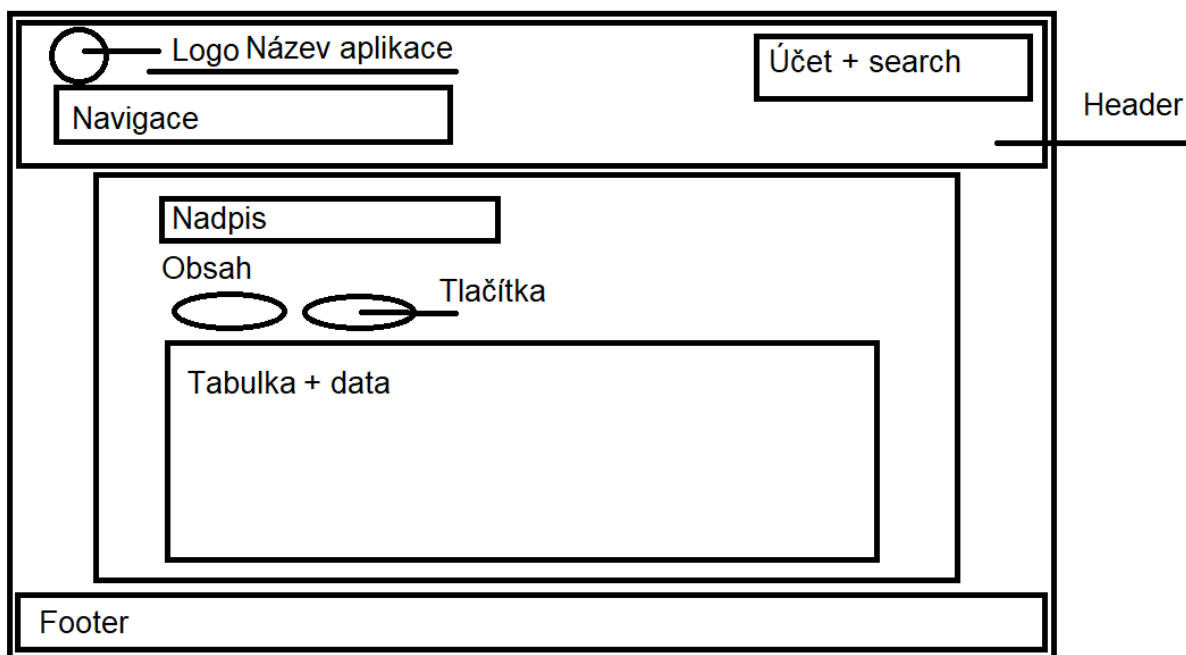 Logo Název aplikace
Účet + search
Navigace
Header
Nadpis
Obsah
Tlačítka
Tabulka + data
Footer